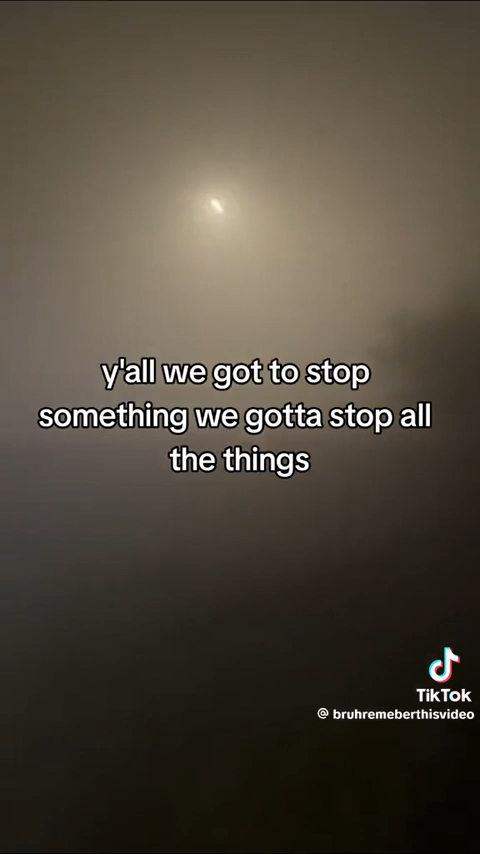 y'all we got to stop
something we gotta stop all
the things
TikTok
@ bruhremeberthisvideo